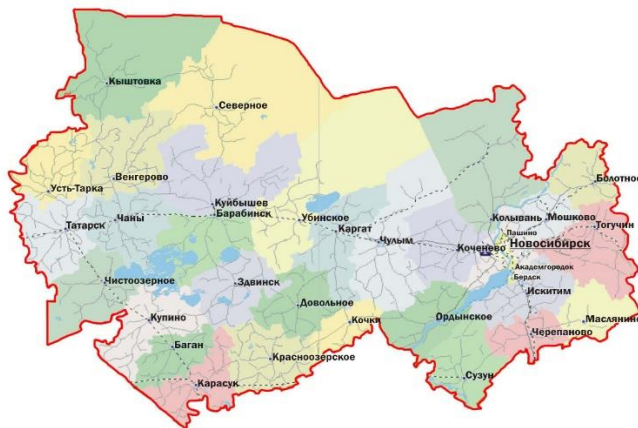 Кыштовка
Северное
Венгерово
Усть-Тарка
Болотное
Куйбышев
Барабинск
Чаны
Татарск
Убинское
Каргат
Колывань
Мошково
Тогучин
Пашино
Чулым
Коченево
Новосибирск
Академгородок
Бердск
Чистоозерное
Здвинск
Искитим
Довольное
Ордынское
Кочки
Маслянино
Купино
Черепаново
Баган
Красноозерское
Карасук
Сузун